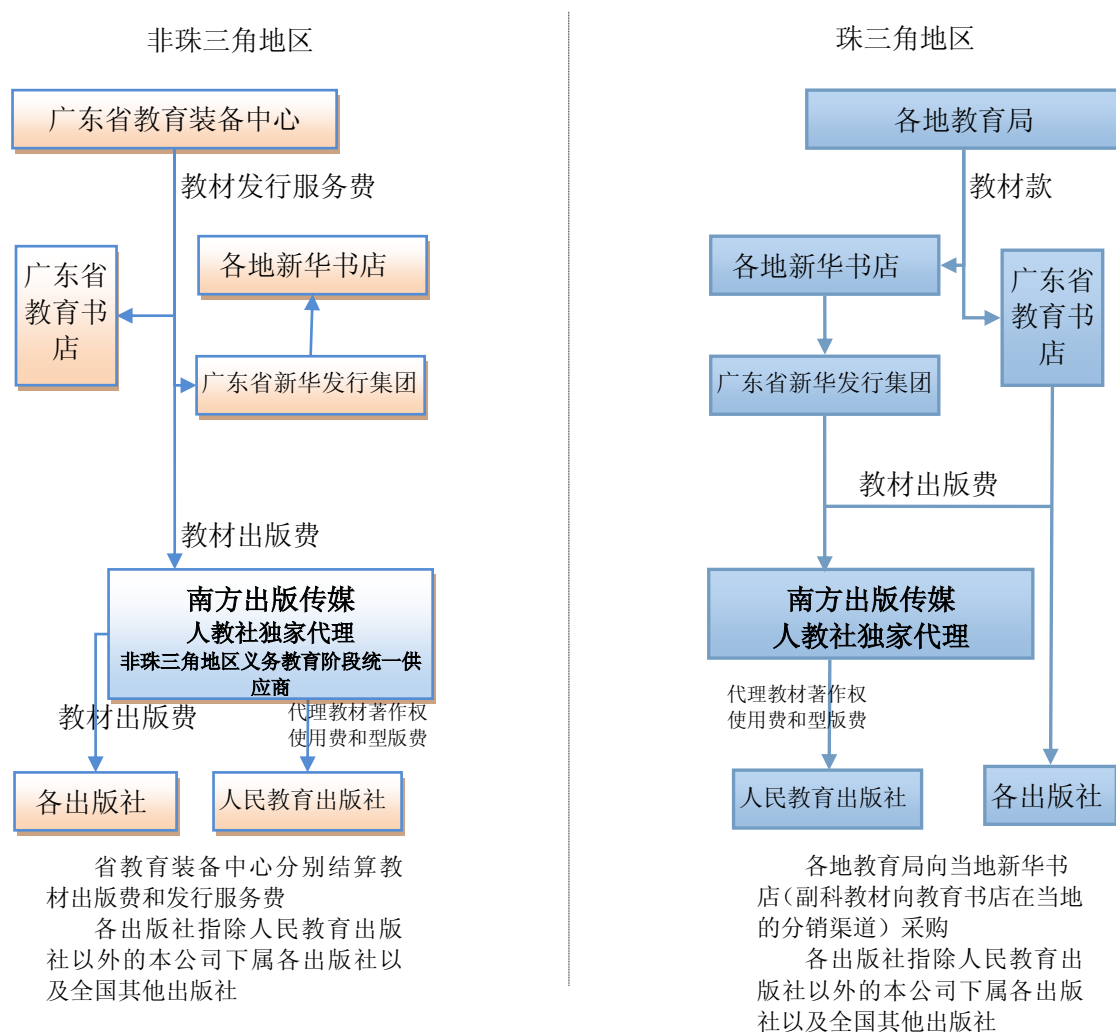 非珠三角地区
广东省教育装备中心
教材发行服务费
广东省
教育书
店
各地新华书店
广东省新华发行集团
教材出版费
南方出版传媒
人教社独家代理
非珠三角地区义务教育阶段统一供
应商
教材出版费
代理教材著作权
使用费和型版费
各出版社
人民教育出版社
省教育装备中心分别结算教
材出版费和发行服务费
各出版社指除人民教育出版
社以外的本公司下属各出版社以
及全国其他出版社
珠三角地区
各地教育局
教材款
各地新华书店
广东省
教育书
店
广东省新华发行集团
教材出版费
南方出版传媒
人教社独家代理
代理教材著作权
使用费和型版费
人民教育出版社
各出版社
各地教育局向当地新华书
店（副科教材向教育书店在当地
的分销渠道）采购
各出版社指除人民教育出
版社以外的本公司下属各出版
社以及全国其他出版社